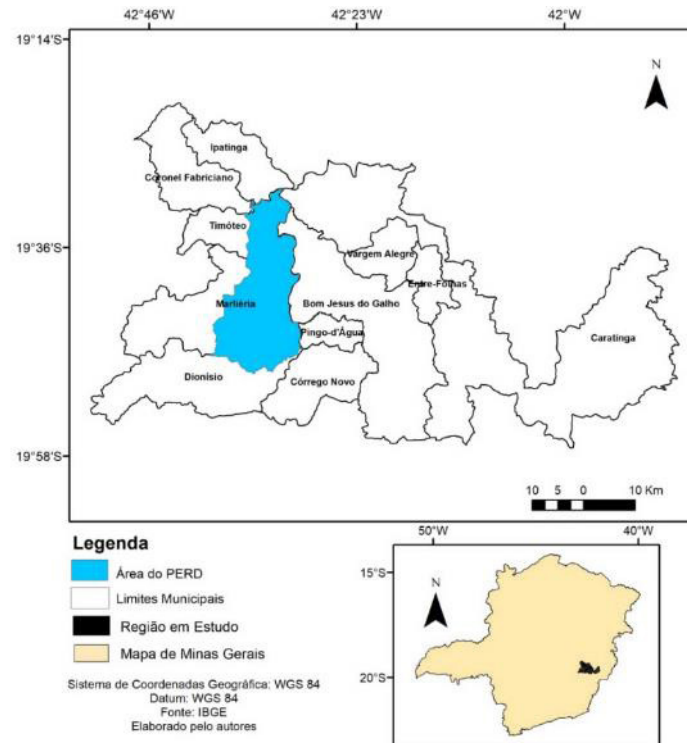 42°46'W 42°23'W 42°W
19°14'S
N
Ipatinga
Coronel Fabriciano
Timóteo
19°36'S
Vargem Alegre
Entre-Folhas
Marliéria
Bom Jesus do Galho
Pingo-d'Água
Caratinga
Dionísio
Córrego Novo
19°58'S
10 5 0 10 Km
Legenda
Área do PERD
Limites Municipais
Região em Estudo
Mapa de Minas Gerais
Sistema de Coordenadas Geográfica: WGS 84
Datum: WGS 84
Fonte: IBGE
Elaborado pelo autores
50°W 40°W
15°S
N
20°S